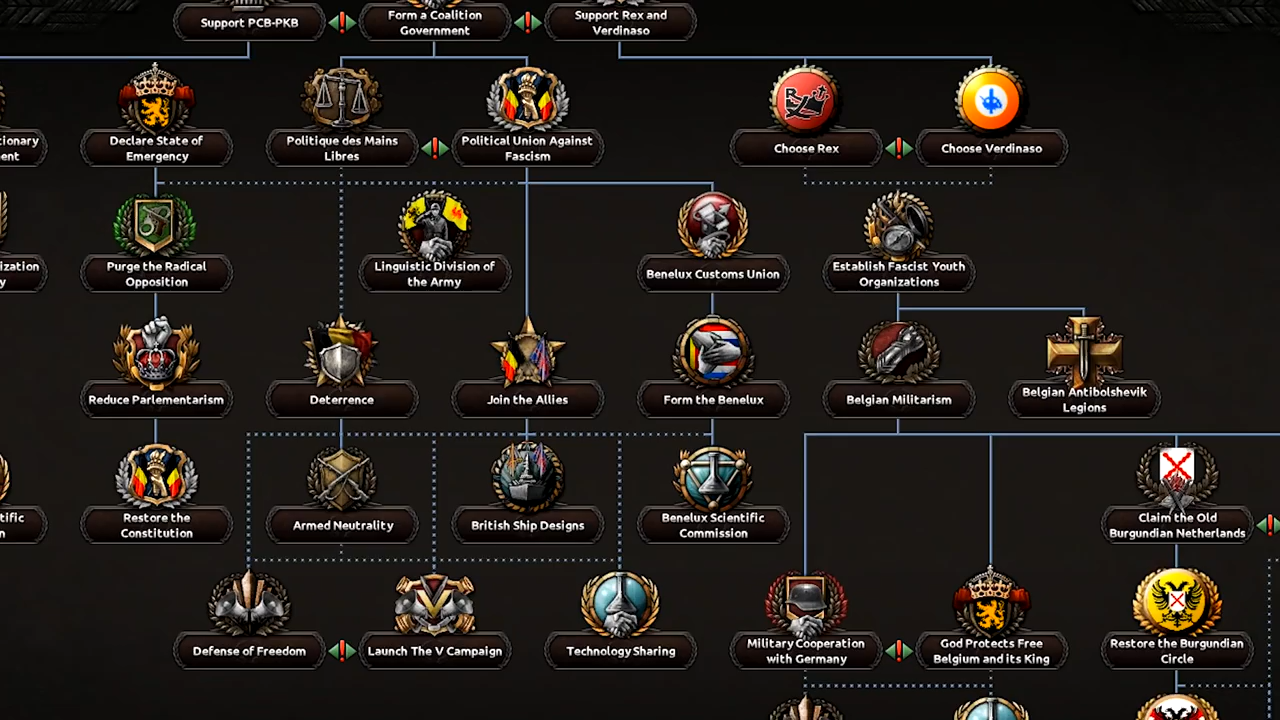 Support PCB-PKB
Form a Coalition
Government
Support Rex and
Verdinaso
Declare State of
Emergency
Politique des Mains
Libres
Political Union Against
Fascism
Choose Rex
Choose Verdinaso
Purge the Radical
Opposition
Linguistic Division of
the Army
Benelux Customs Union
Establish Fascist Youth
Organizations
Reduce Parlementarism
Deterrence
Join the Allies
Form the Benelux
Belgian Militarism
Belgian Antibolshevik
Legions
Restore the
Constitution
Armed Neutrality
British Ship Designs
Benelux Scientific
Commission
Claim the Old
Burgundian Netherlands
Defense of Freedom
Launch The V Campaign
Technology Sharing
Military Cooperation
with Germany
God Protects Free
Belgium and its King
Restore the Burgundian
Circle